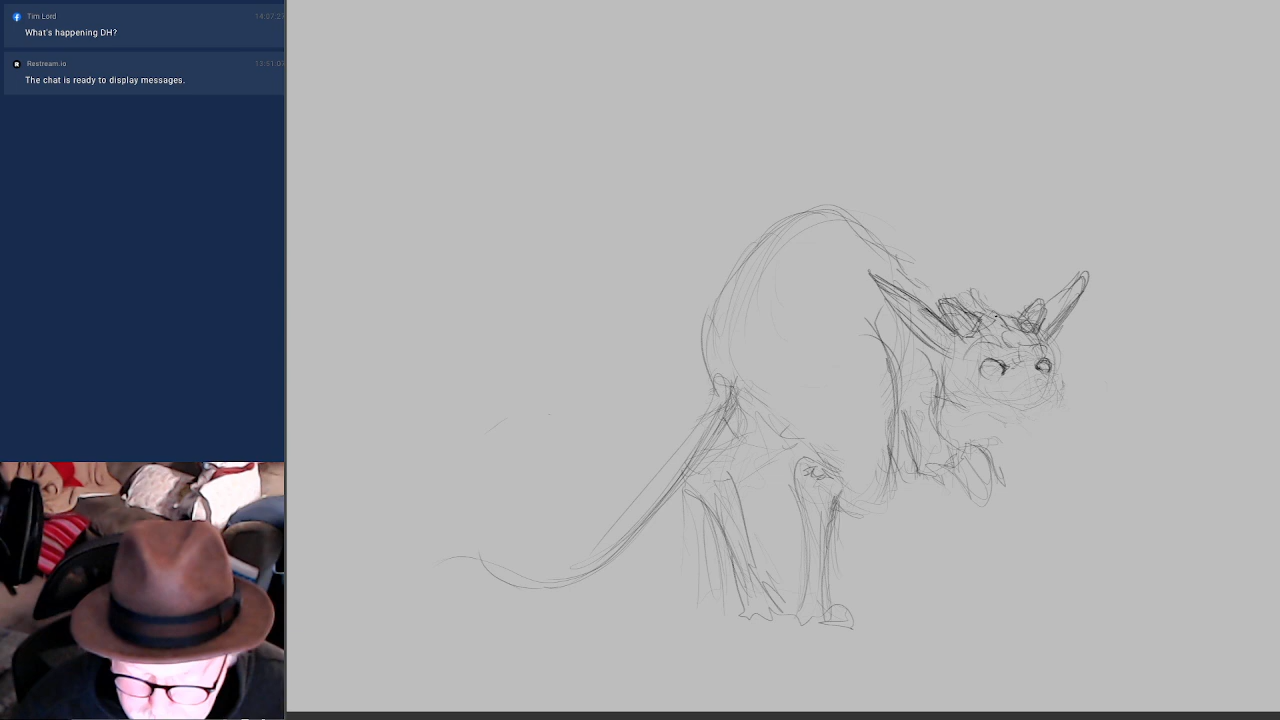 Tim Lord
What's happening DH?
Restream.io
The chat is ready to display messages.